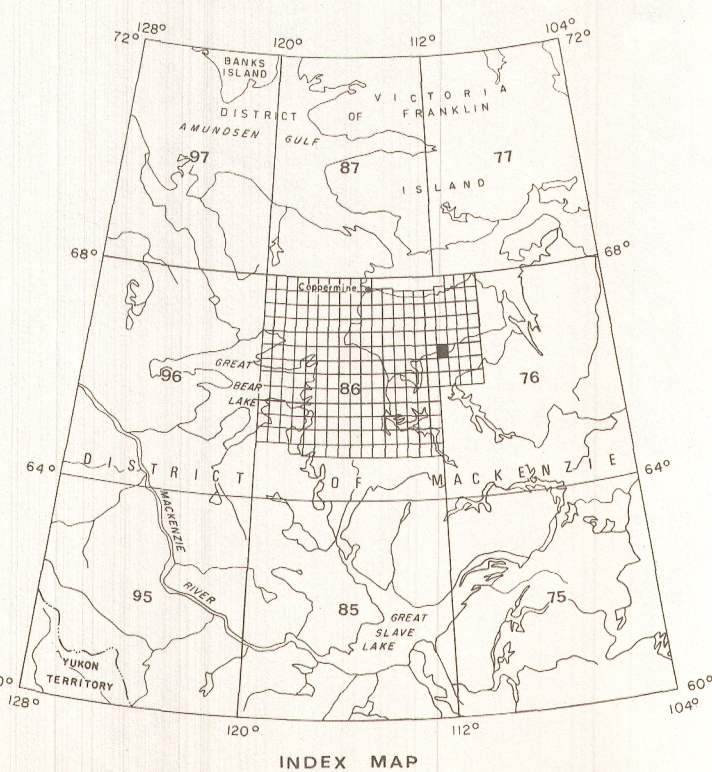 128°
72°
120°
112°
104°
72°
BANKS
ISLAND
VICTORIA
DISTRICT OF FRANKLIN
AMUNDSEN GULF
97
87
77
ISLAND
68°
68°
Coppermine
GREAT
96
BEAR
86
76
LAKE
DISTRICT OF MACKENZIE
64°
64°
MACKENZIE
RIVER
95
85
75
GREAT
SLAVE
LAKE
YUKON
TERRITORY
0°
128°
60°
104°
120°
112°
INDEX MAP